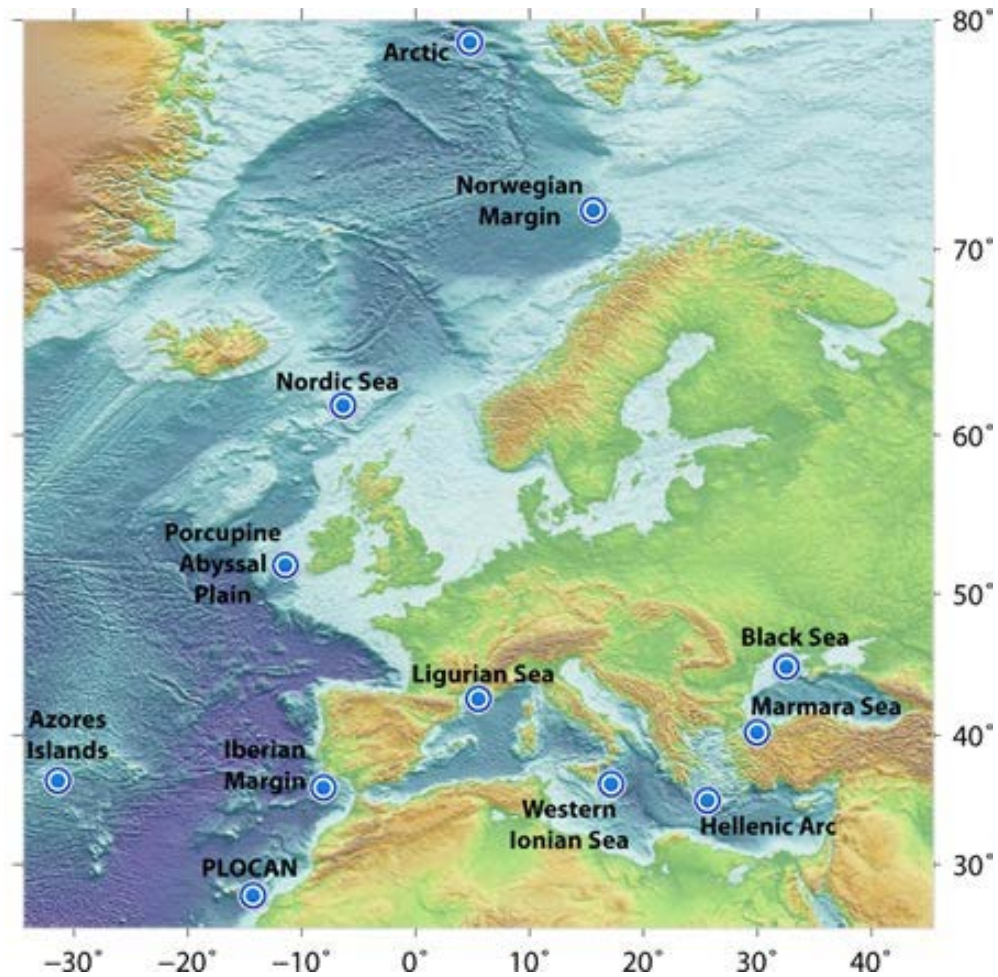 80°
Arctic
Norwegian
Margin
70°
Nordic Sea
60°
Porcupine
Abyssal
Plain
50°
Black Sea
Ligurian Sea
Marmara Sea
Azores
Islands
40°
Iberian
Margin
Western
Ionian Sea
Hellenic Arc
PLOCAN
30°
−30° −20° −10° 0° 10° 20° 30° 40°